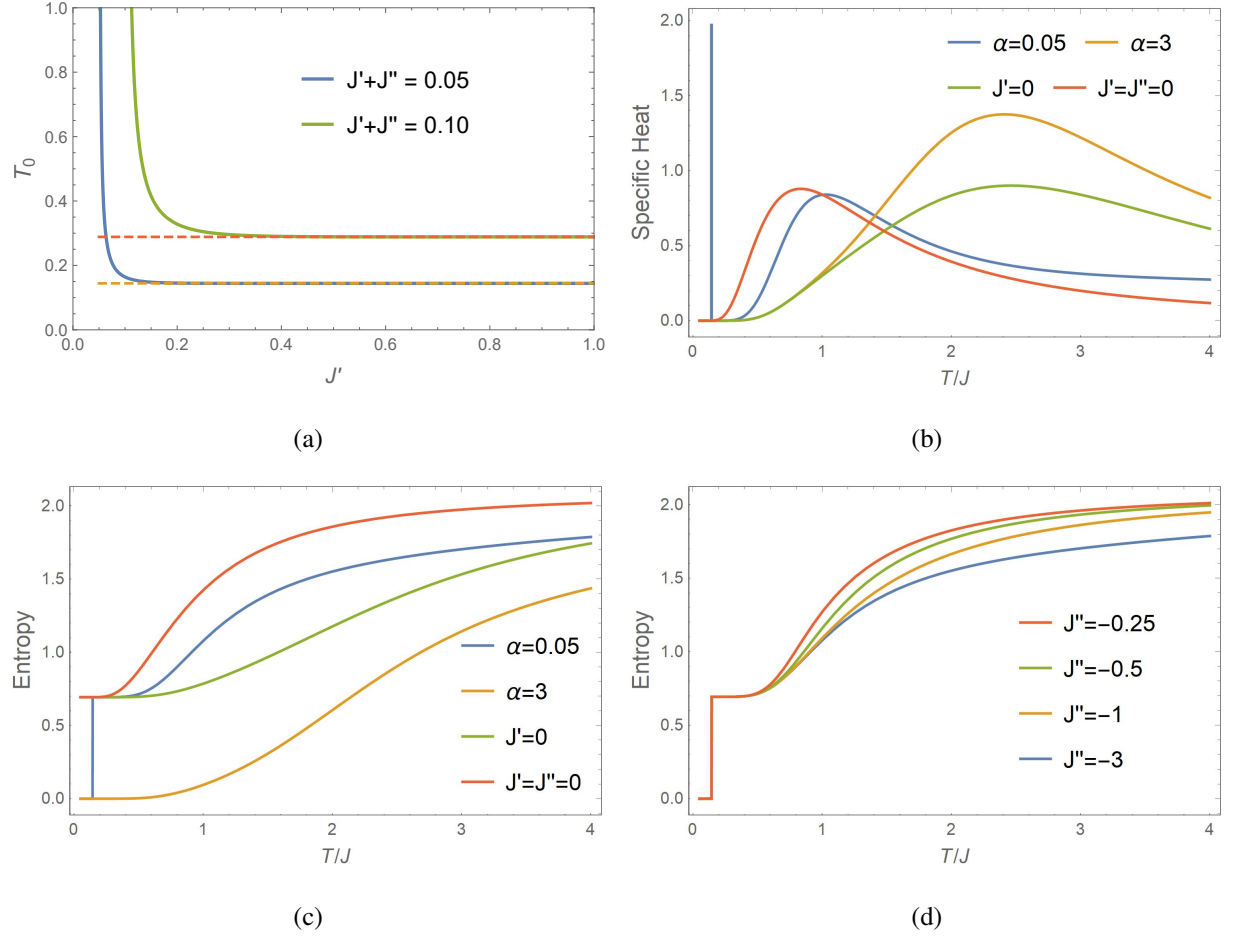 1.0
0.8
0.6
0.4
0.2
0.0
T₀
J'+J'' = 0.05
J'+J'' = 0.10
0.0 0.2 0.4 0.6 0.8 1.0
J'
(a)
2.0
1.5
1.0
0.5
0.0
Specific Heat
α=0.05 α=3
J'=0 J'=J''=0
0 1 2 3 4
T/J
(b)
2.0
1.5
1.0
0.5
0.0
Entropy
α=0.05
α=3
J'=0
J'=J''=0
0 1 2 3 4
T/J
(c)
2.0
1.5
1.0
0.5
0.0
Entropy
J''=−0.25
J''=−0.5
J''=−1
J''=−3
0 1 2 3 4
T/J
(d)